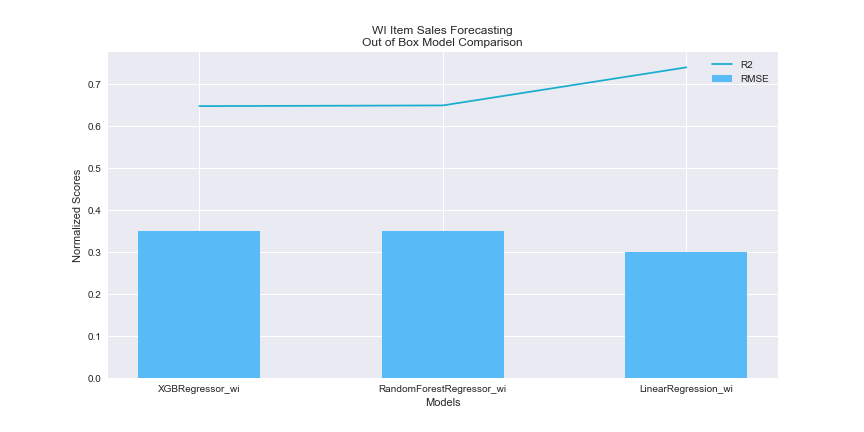 WI Item Sales Forecasting
Out of Box Model Comparison
R2
RMSE
Normalized Scores
0.7
0.6
0.5
0.4
0.3
0.2
0.1
0.0
XGBRegressor_wi
RandomForestRegressor_wi
LinearRegression_wi
Models